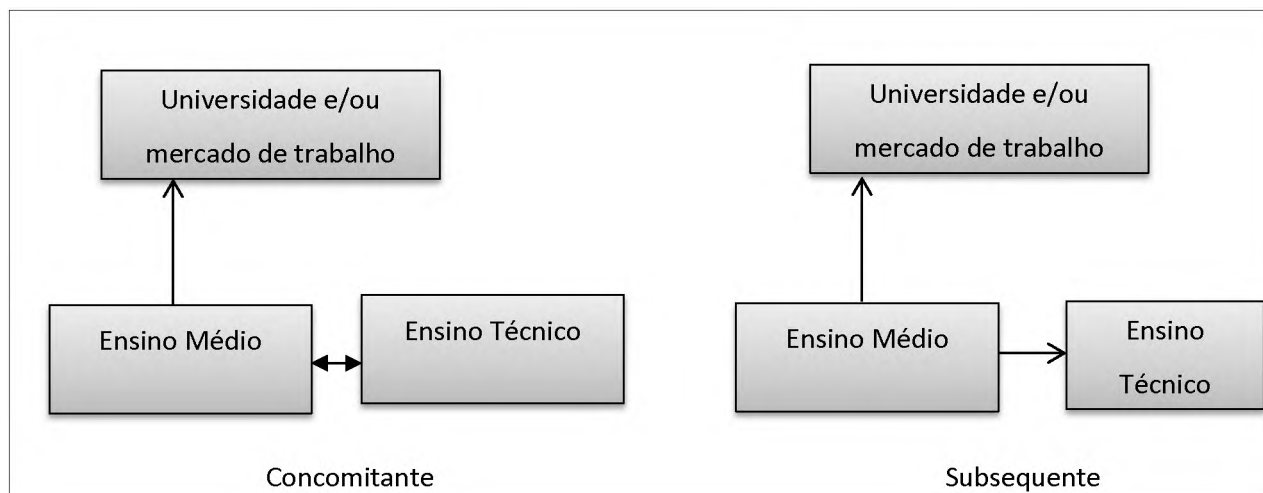 Universidade e/ou
mercado de trabalho
Ensino Médio
Ensino Técnico
Concomitante
Universidade e/ou
mercado de trabalho
Ensino Médio
Ensino
Técnico
Subsequente